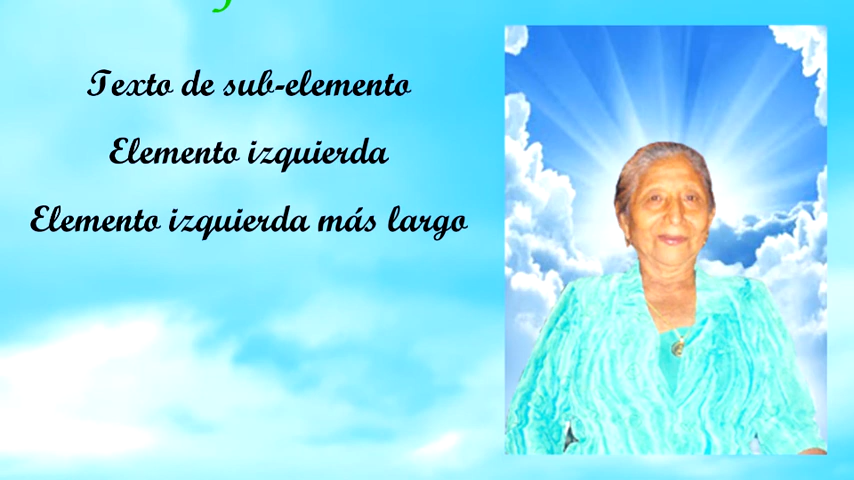 Texto de sub-elemento
Elemento izquierda
Elemento izquierda más largo